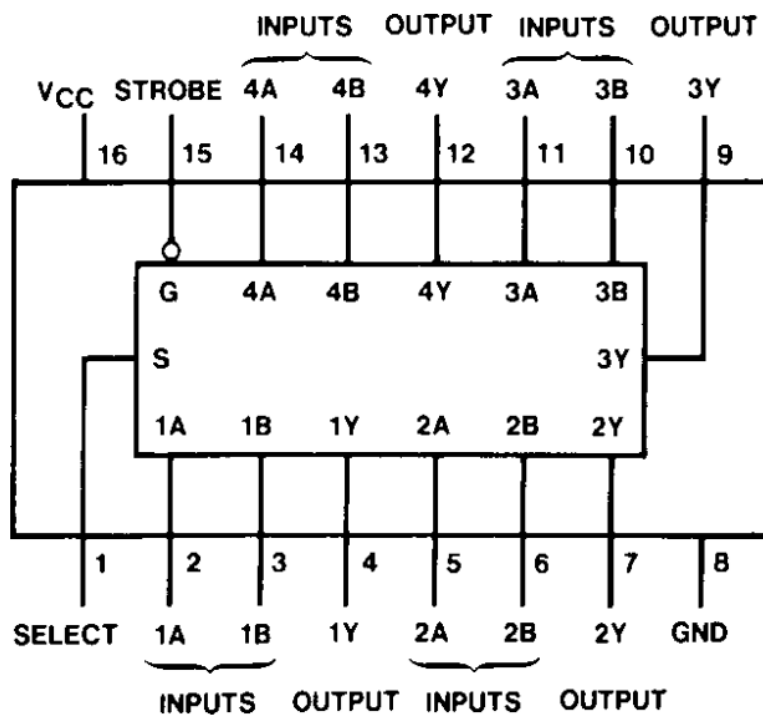 INPUTS OUTPUT INPUTS OUTPUT
VCC STROBE 4A 4B 4Y 3A 3B 3Y
16 15 14 13 12 11 10 9
G 4A 4B 4Y 3A 3B
S 3Y
1A 1B 1Y 2A 2B 2Y
1 2 3 4 5 6 7 8
SELECT 1A 1B 1Y 2A 2B 2Y GND
INPUTS OUTPUT INPUTS OUTPUT